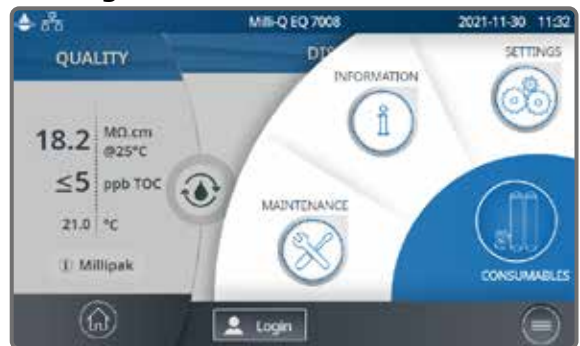 Milli-Q EQ 7008
2021-11-30 11:32
QUALITY
SETTINGS
INFORMATION
18.2 MΩ.cm @25°C
≤5 ppb TOC
21.0 °C
Millipak
MAINTENANCE
CONSUMABLES
Login